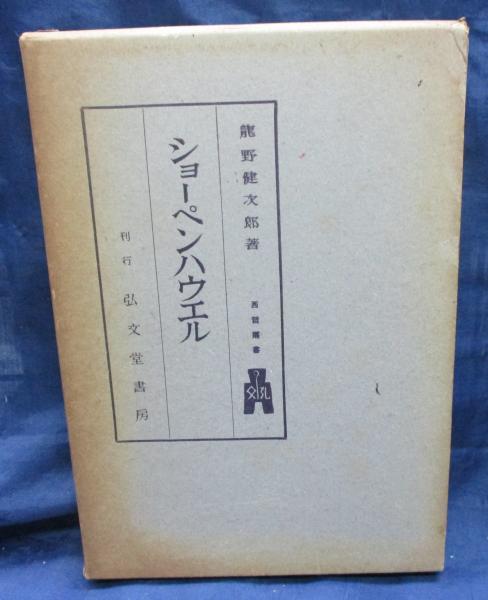 龍野健次郎著
西哲叢書
ショーペンハウエル
刊行 弘文堂書房